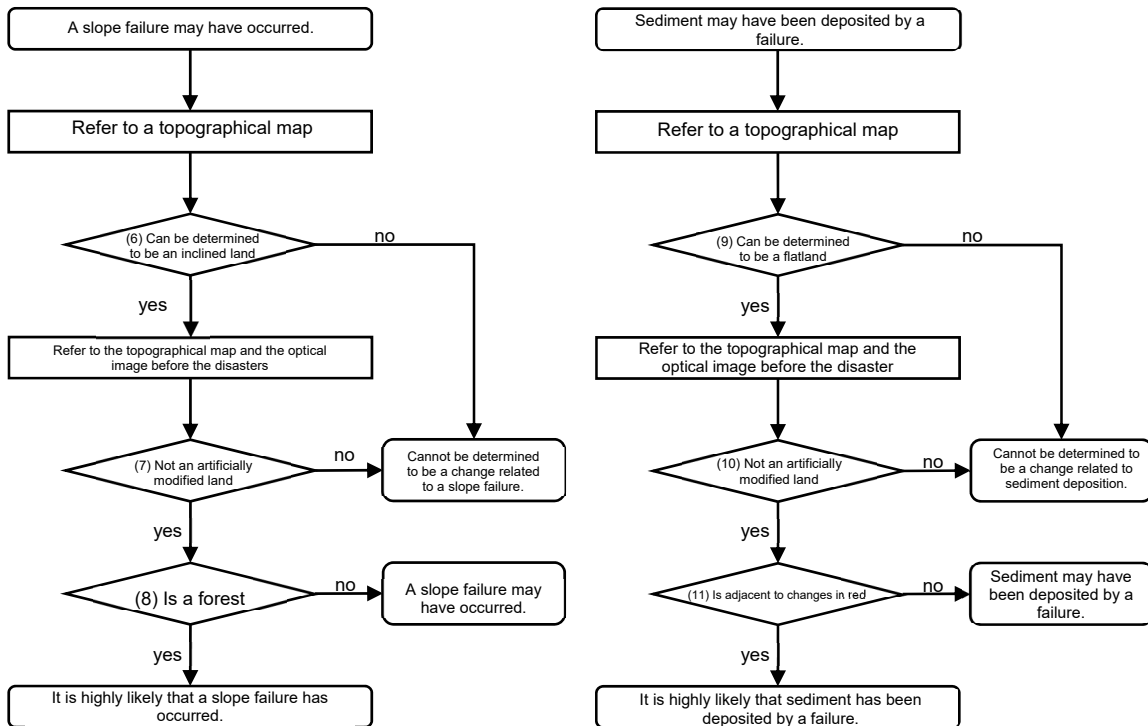 A slope failure may have occurred.
Refer to a topographical map
(6) Can be determined
to be an inclined land
no
yes
Refer to the topographical map and the optical
image before the disasters
(7) Not an artificially
modified land
no
Cannot be determined
to be a change related
to a slope failure.
yes
(8) Is a forest
no
A slope failure may
have occurred.
yes
It is highly likely that a slope failure has
occurred.
Sediment may have been deposited by a
failure.
Refer to a topographical map
(9) Can be determined
to be a flatland
no
yes
Refer to the topographical map and the
optical image before the disaster
(10) Not an artificially
modified land
no
Cannot be determined to
be a change related to
sediment deposition.
yes
(11) Is adjacent to changes in red
no
Sediment may have
been deposited by a
failure.
yes
It is highly likely that sediment has been
deposited by a failure.